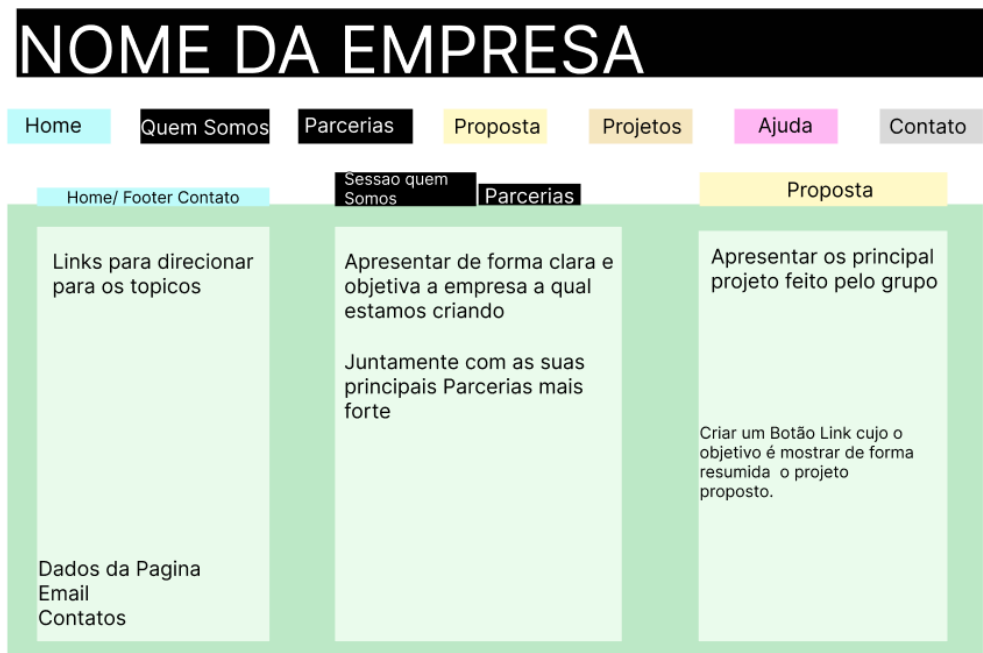 NOME DA EMPRESA
Home
Quem Somos
Parcerias
Proposta
Projetos
Ajuda
Contato
Home/ Footer Contato
Links para direcionar
para os topicos
Dados da Pagina
Email
Contatos
Sessao quem
Somos
Parcerias
Apresentar de forma clara e
objetiva a empresa a qual
estamos criando
Juntamente com as suas
principais Parcerias mais
forte
Proposta
Apresentar os principal
projeto feito pelo grupo
Criar um Botão Link cujo o
objetivo é mostrar de forma
resumida o projeto
proposto.